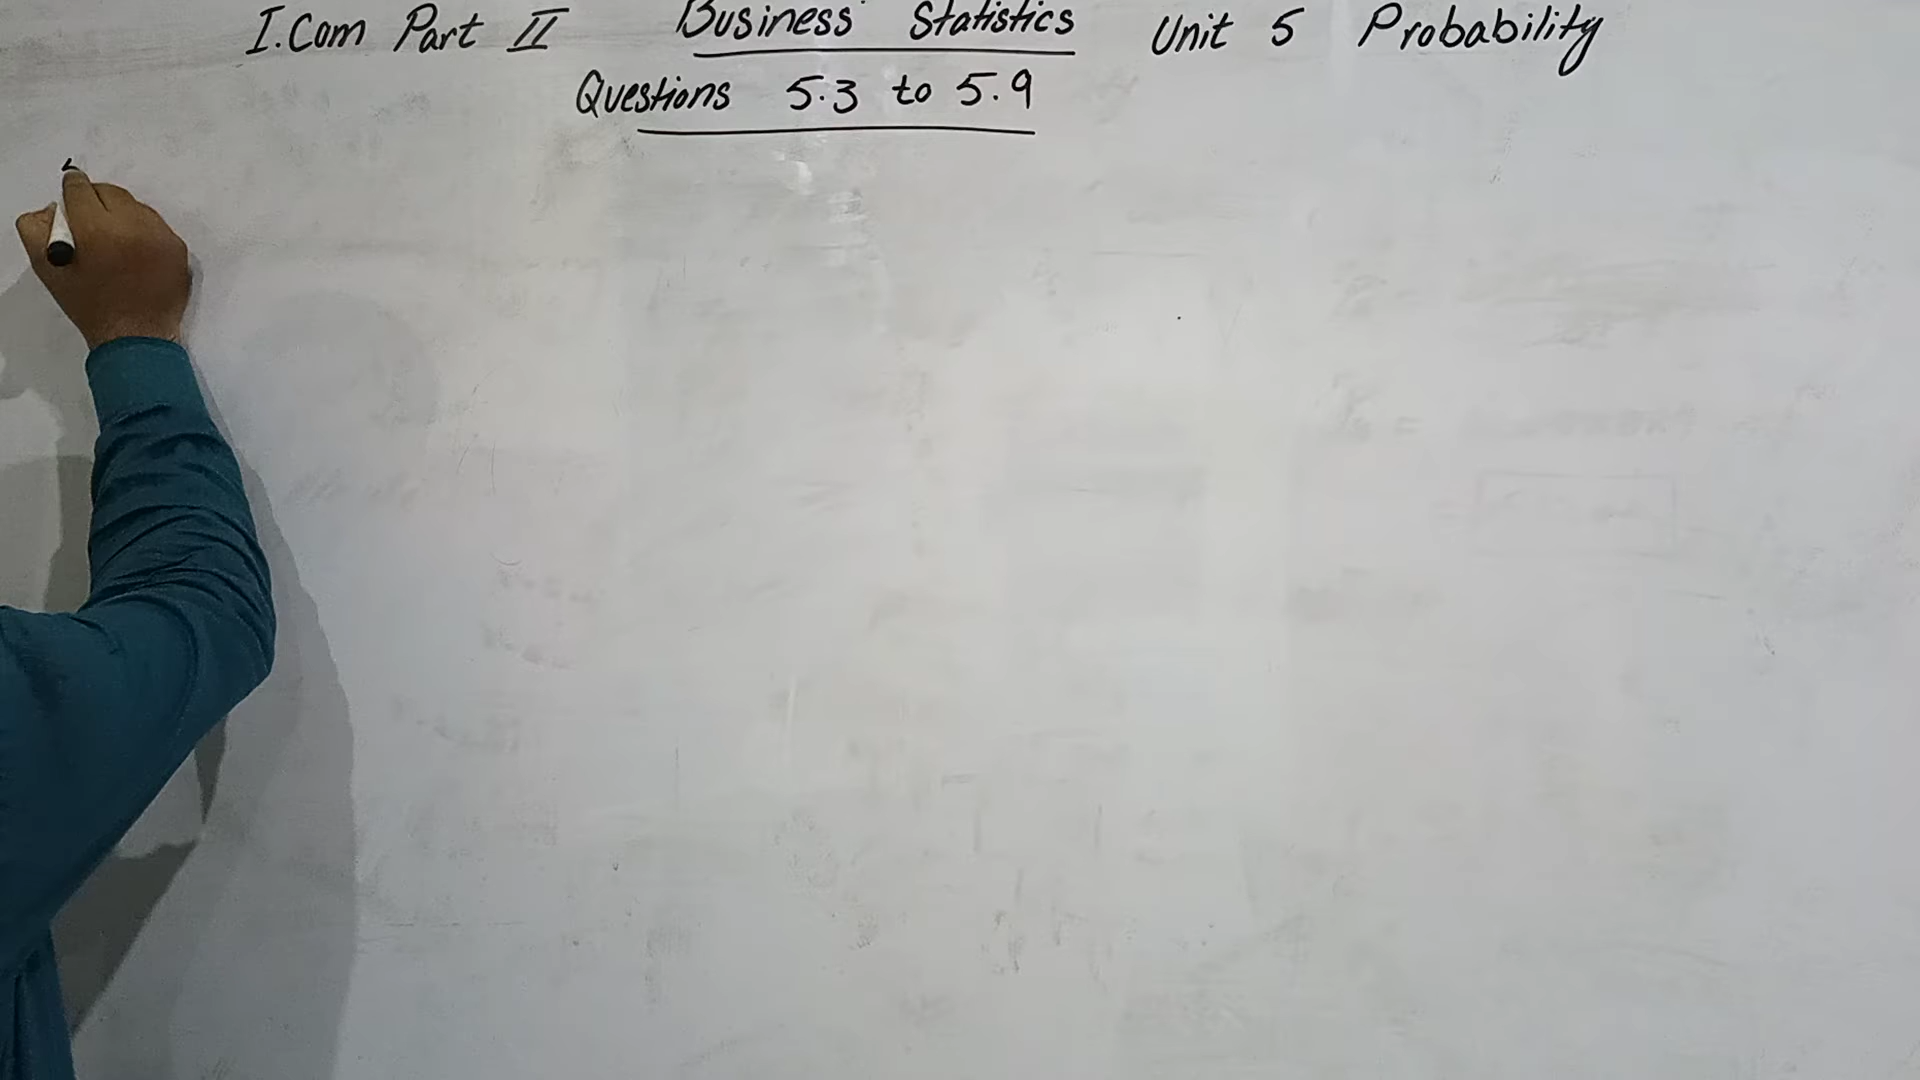 I.Com Part II Business Statistics Unit 5 Probability
Questions 5.3 to 5.9